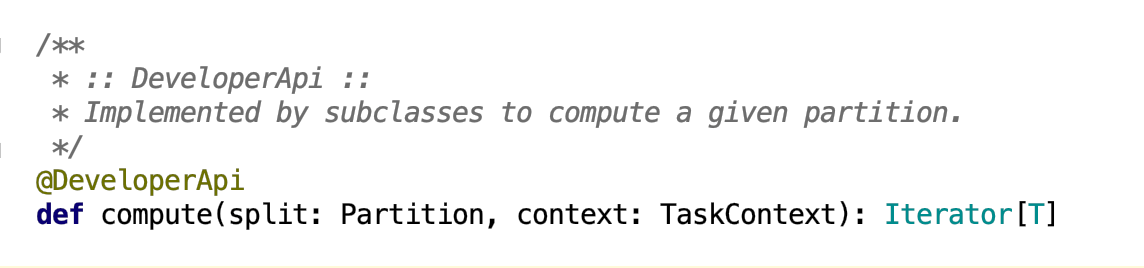 /**
 * :: DeveloperApi ::
 * Implemented by subclasses to compute a given partition.
 */
@DeveloperApi
def compute(split: Partition, context: TaskContext): Iterator[T]